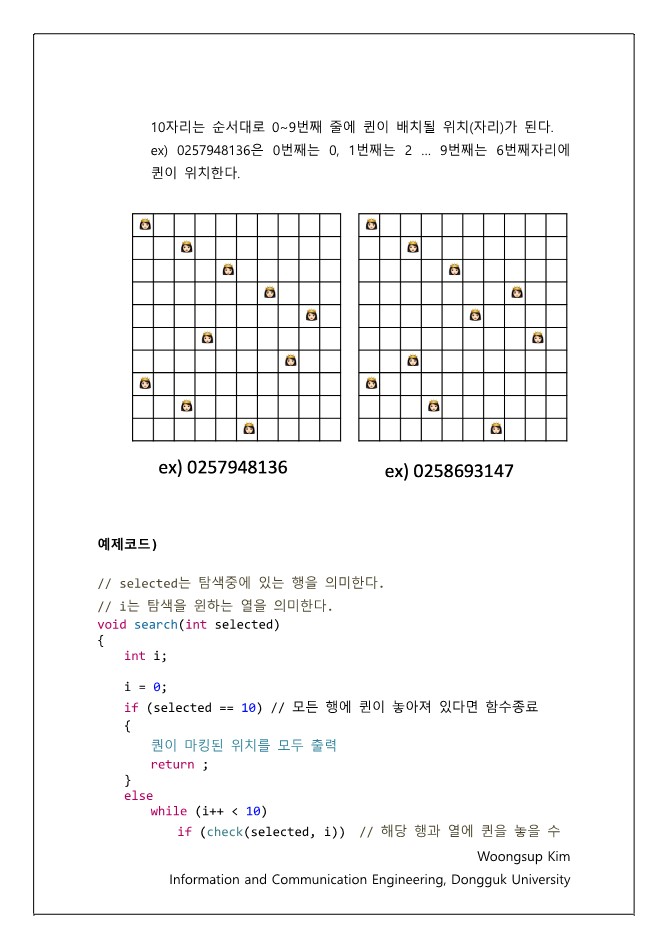 10자리는 순서대로 0~9번째 줄에 퀸이 배치될 위치(자리)가 된다.
ex) 0257948136은 0번째는 0, 1번째는 2 ... 9번째는 6번째자리에
퀸이 위치한다.
ex) 0257948136
ex) 0258693147
예제코드)
// selected는 탐색중에 있는 행을 의미한다.
// i는 탐색을 원하는 열을 의미한다.
void search(int selected)
{
int i;
i = 0;
if (selected == 10) // 모든 행에 퀸이 놓아져 있다면 함수종료
{
퀸이 마킹된 위치를 모두 출력
return ;
}
else
while (i++ < 10)
if (check(selected, i)) // 해당 행과 열에 퀸을 놓을 수
Woongsup Kim
Information and Communication Engineering, Dongguk University